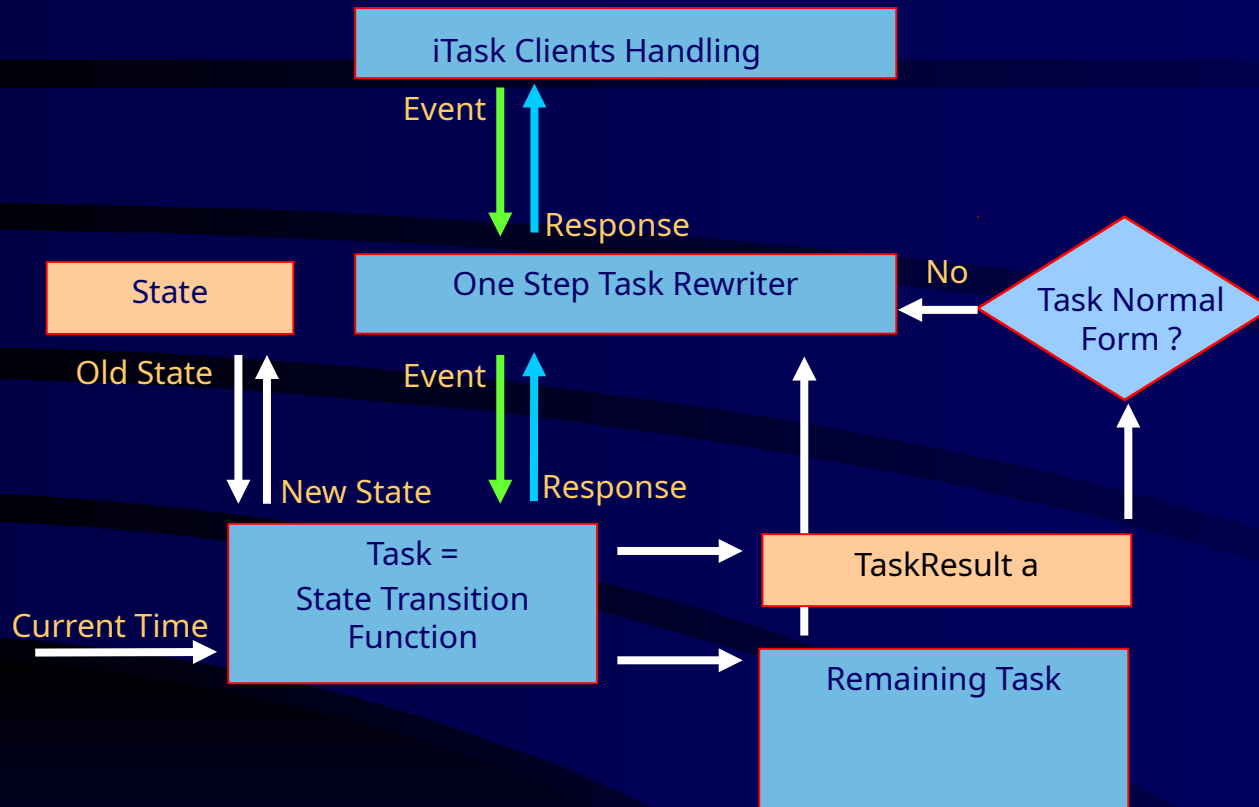 iTask Clients Handling
Event
Response
State
One Step Task Rewriter
No
Task Normal
Form ?
Old State
Event
New State
Response
Task =
State Transition
Function
TaskResult a
Current Time
Remaining Task